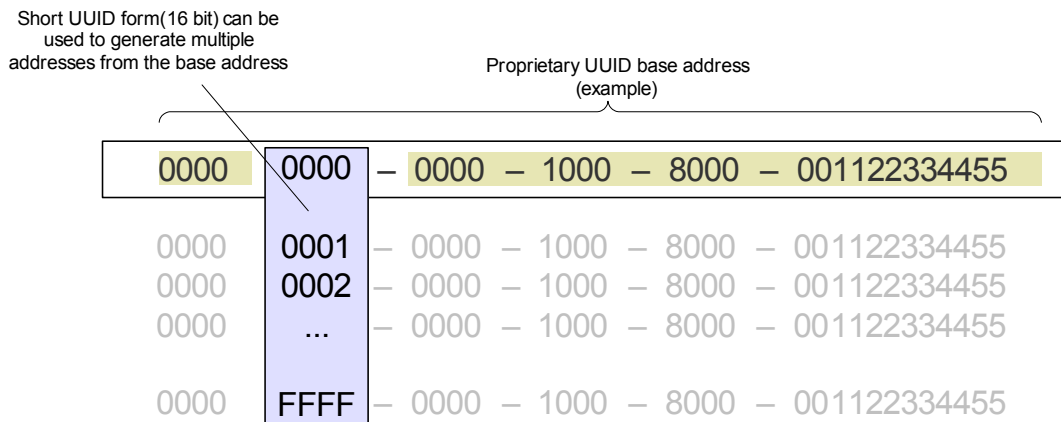 Short UUID form(16 bit) can be
used to generate multiple
addresses from the base address
Proprietary UUID base address
(example)
0000 0000 – 0000 – 1000 – 8000 – 001122334455
0000 0001 – 0000 – 1000 – 8000 – 001122334455
0000 0002 – 0000 – 1000 – 8000 – 001122334455
0000 ... – 0000 – 1000 – 8000 – 001122334455
0000 FFFF – 0000 – 1000 – 8000 – 001122334455